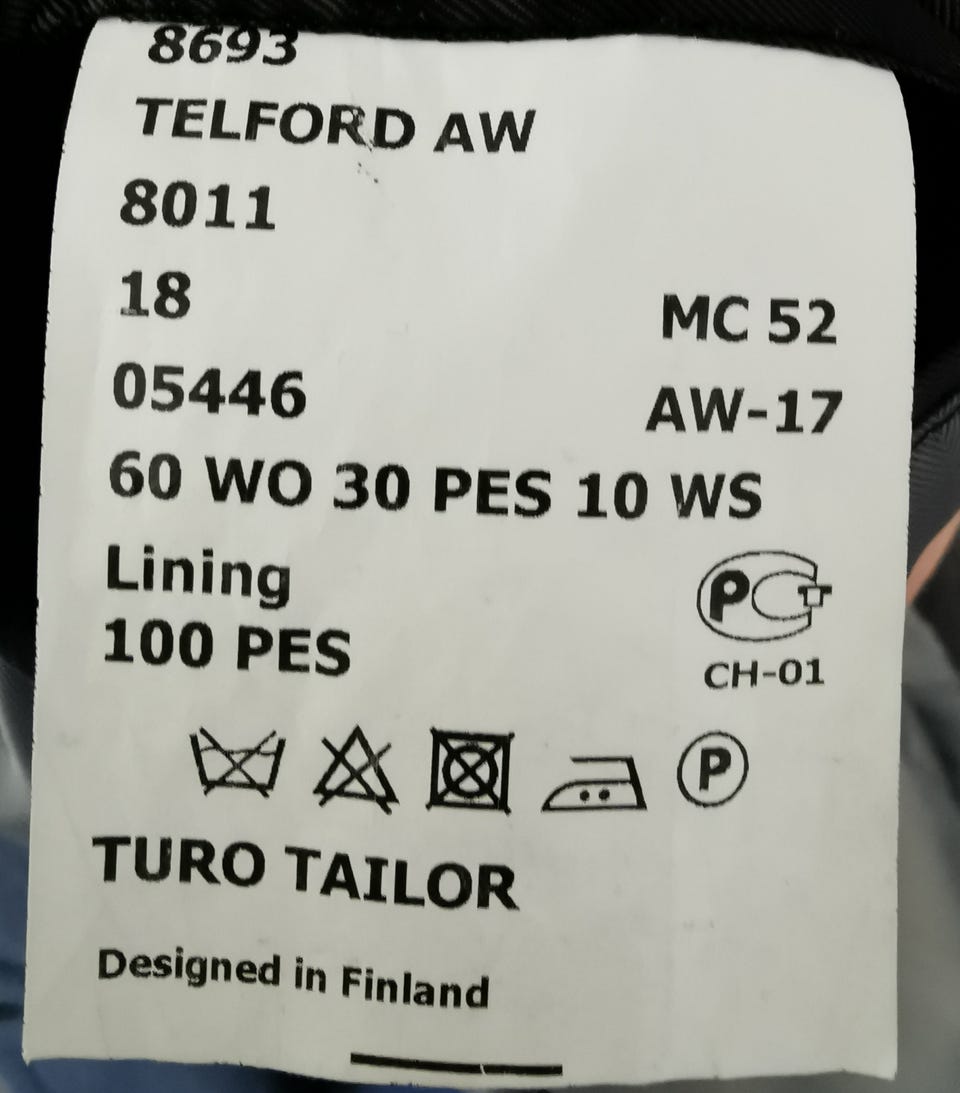 8693
TELFORD AW
8011
18 MC 52
05446 AW-17
60 WO 30 PES 10 WS
Lining
100 PES
CH-01
P
TURO TAILOR
Designed in Finland